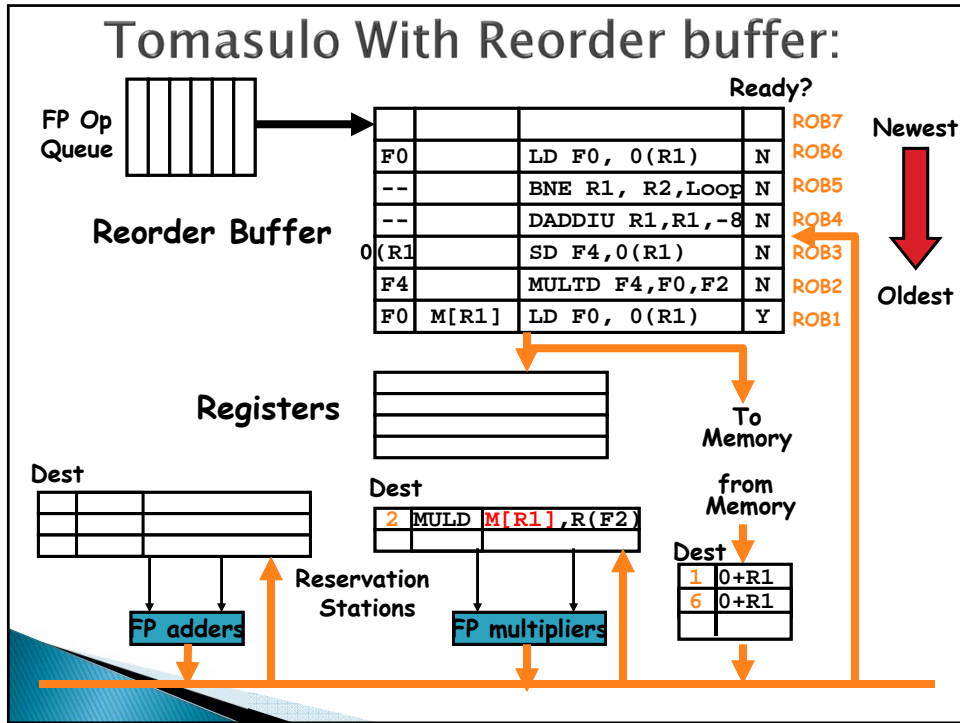 Tomasulo With Reorder buffer:
Ready?
FP Op
Queue
ROB7
Newest
F0 LD F0, 0(R1) N ROB6
-- BNE R1, R2,Loop N ROB5
-- DADDIU R1,R1,-8 N ROB4
Reorder Buffer
0(R1 SD F4,0(R1) N ROB3
F4 MULTD F4,F0,F2 N ROB2
Oldest
F0 M[R1] LD F0, 0(R1) Y ROB1
Registers
To
Memory
from
Memory
Dest
Dest
2 MULD M[R1],R(F2)
Dest
1 0+R1
6 0+R1
Reservation
Stations
FP adders
FP multipliers